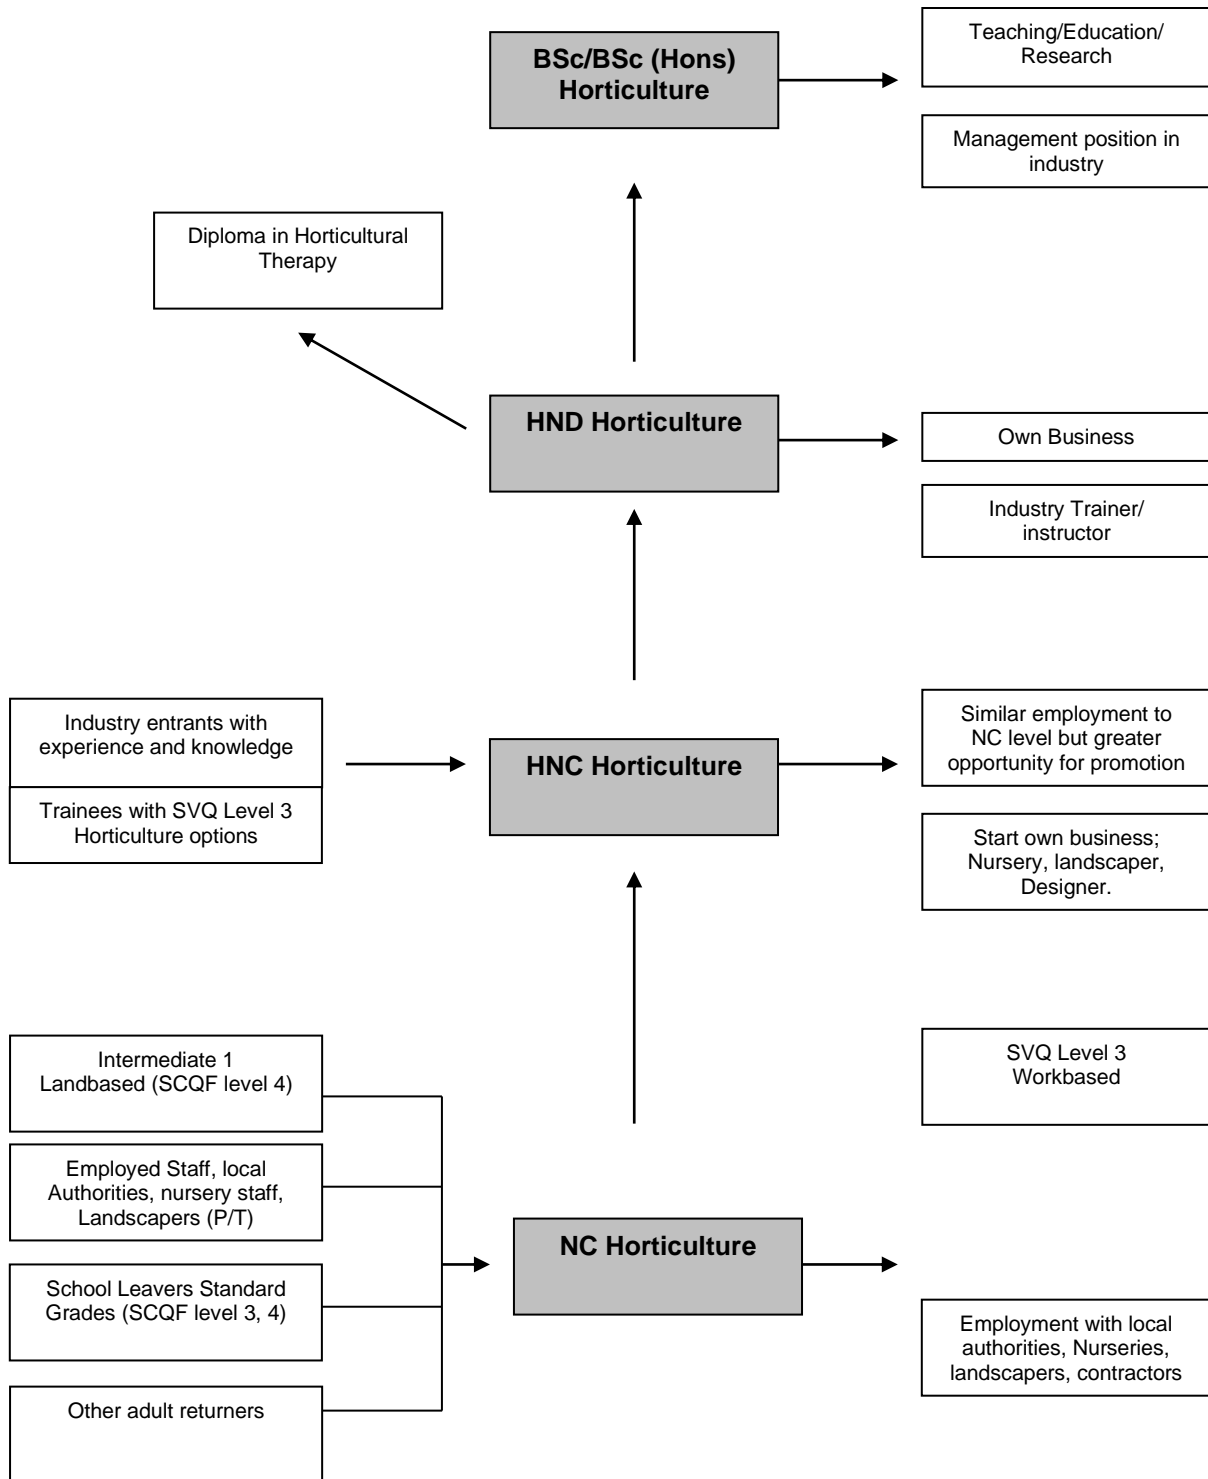 BSc/BSc (Hons)
Horticulture
Teaching/Education/
Research
Management position in
industry
Diploma in Horticultural
Therapy
HND Horticulture
Own Business
Industry Trainer/
instructor
Industry entrants with
experience and knowledge
Trainees with SVQ Level 3
Horticulture options
HNC Horticulture
Similar employment to
NC level but greater
opportunity for promotion
Start own business;
Nursery, landscaper,
Designer.
Intermediate 1
Landbased (SCQF level 4)
Employed Staff, local
Authorities, nursery staff,
Landscapers (P/T)
School Leavers Standard
Grades (SCQF level 3, 4)
Other adult returners
NC Horticulture
SVQ Level 3
Workbased
Employment with local
authorities, Nurseries,
landscapers, contractors